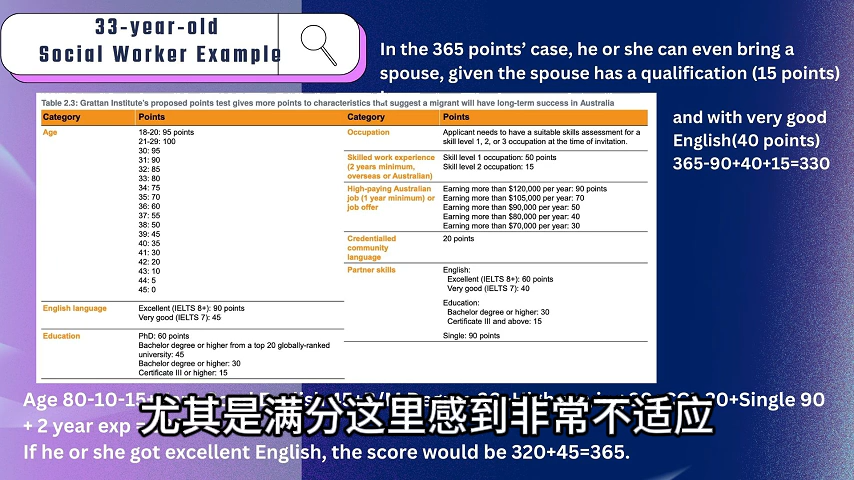 33-year-old
Social Worker Example
In the 365 points’ case, he or she can even bring a
spouse, given the spouse has a qualification (15 points)
and with very good
English(40 points)
365-90+40+15=330
Table 2.3: Grattan Institute’s proposed points test gives more points to characteristics that suggest a migrant will have long-term success in Australia
Category Points
Age
18-20: 95 points
21-29: 100
30: 95
31: 90
32: 85
33: 80
34: 75
35: 70
36: 60
37: 55
38: 50
39: 45
40: 35
41: 30
42: 20
43: 10
44: 5
45: 0
English language
Excellent (IELTS 8+): 90 points
Very good (IELTS 7): 45
Education
PhD: 60 points
Bachelor degree or higher from a top 20 globally-ranked
university: 45
Bachelor degree or higher: 30
Certificate III or higher: 15
Category Points
Occupation
Applicant needs to have a suitable skills assessment for a
skill level 1, 2, or 3 occupation at the time of invitation.
Skilled work experience
(2 years minimum,
overseas or Australian)
Skill level 1 occupation: 50 points
Skill level 2 occupation: 15
High-paying Australian
job (1 year minimum) or
job offer
Earning more than $120,000 per year: 90 points
Earning more than $105,000 per year: 70
Earning more than $90,000 per year: 50
Earning more than $80,000 per year: 40
Earning more than $70,000 per year: 30
Credentialled
community
language
20 points
Partner skills
English:
Excellent (IELTS 8+): 60 points
Very good (IELTS 7): 40
Education:
Bachelor degree or higher: 30
Certificate III and above: 15
Single: 90 points
Age 80-10-15+ 20+Single 90
+ 2 year exp =
尤其是满分这里感到非常不适应
If he or she got excellent English, the score would be 320+45=365.